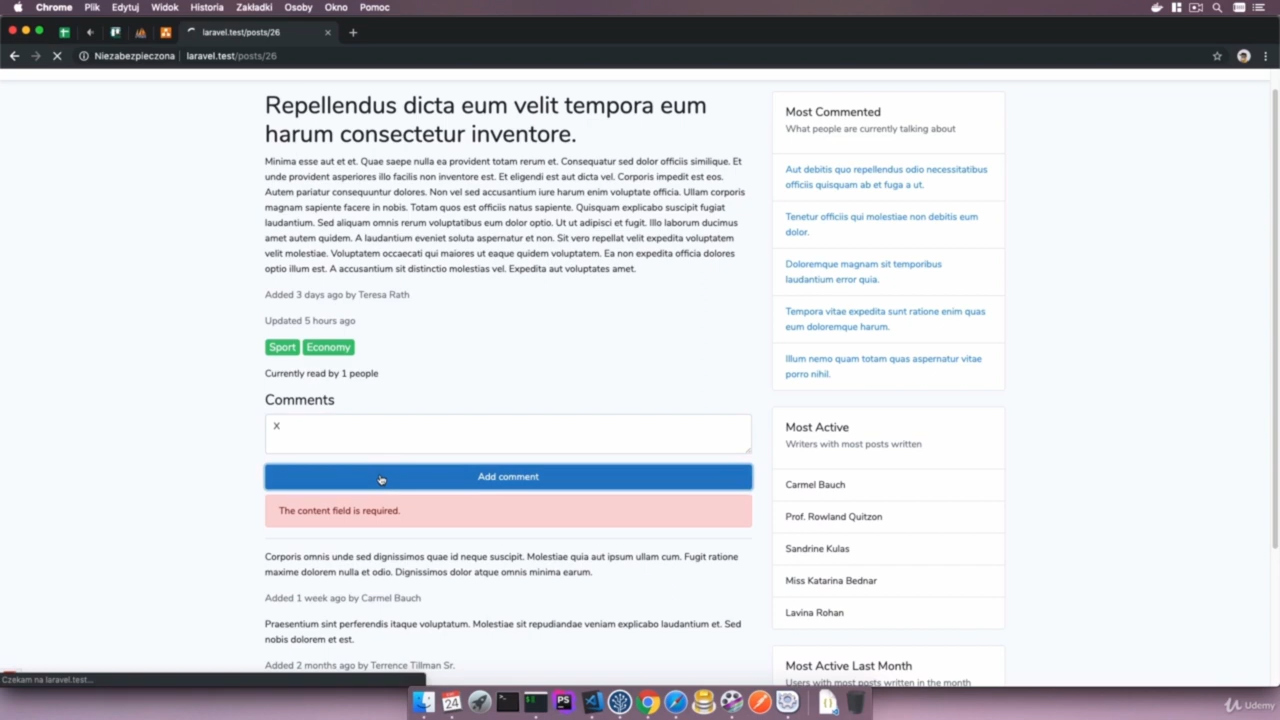 Chrome Plik Edytuj Widok Historia Zakładki Osoby Okno Pomoc
laravel.test/posts/26
Niezabezpieczona laravel.test/posts/26
Repellendus dicta eum velit tempora eum
harum consectetur inventore.
Minima esse aut et et. Quae saepe nulla ea provident totam rerum et. Consequatur sed dolor officiis similique. Et
unde provident asperiores illo facilis non inventore est. Et eligendi est aut dicta vel. Corporis impedit est eos.
Autem pariatur consequuntur dolores. Non vel sed accusantium iure harum enim voluptate officia. Ullam corporis
magnam sapiente facere in nobis. Totam quos est officiis natus sapiente. Quisquam explicabo suscipit fugiat
laudantium. Sed aliquam omnis rerum voluptatibus eum dolor optio. Ut ut adipisci et fugit. Illo laborum ducimus
amet autem quidem. A laudantium eveniet soluta aspernatur et non. Sit vero repellat velit expedita voluptatem
velit molestiae. Voluptatem occaecati qui maiores ut eaque quidem voluptatem. Ea non expedita officia dolores
optio illum est. A accusantium sit distinctio molestias vel. Expedita aut voluptates amet.
Added 3 days ago by Teresa Rath
Updated 5 hours ago
Sport Economy
Currently read by 1 people
Comments
X
Add comment
The content field is required.
Corporis omnis unde sed dignissimos quae id neque suscipit. Molestiae quia aut ipsum ullam cum. Fugit ratione
maxime dolorem nulla et odio. Dignissimos dolor atque omnis minima earum.
Added 1 week ago by Carmel Bauch
Praesentium sint perferendis itaque voluptatum. Molestiae sit repudiandae veniam explicabo laudantium et. Sed
nobis dolorem et est.
Added 2 months ago by Terrence Tillman Sr.
Most Commented
What people are currently talking about
Aut debitis quo repellendus odio necessitatibus
officiis quisquam ab et fuga a ut.
Tenetur officiis qui molestiae non debitis eum
dolor.
Doloremque magnam sit temporibus
laudantium error quia.
Tempora vitae expedita sunt ratione enim quas
eum doloremque harum.
Illum nemo quam totam quas aspernatur vitae
porro nihil.
Most Active
Writers with most posts written
Carmel Bauch
Prof. Rowland Quitzon
Sandrine Kulas
Miss Katarina Bednar
Lavina Rohan
Most Active Last Month
Users with most posts written in the month
Czekam na laravel.test...
24
PS
Udemy